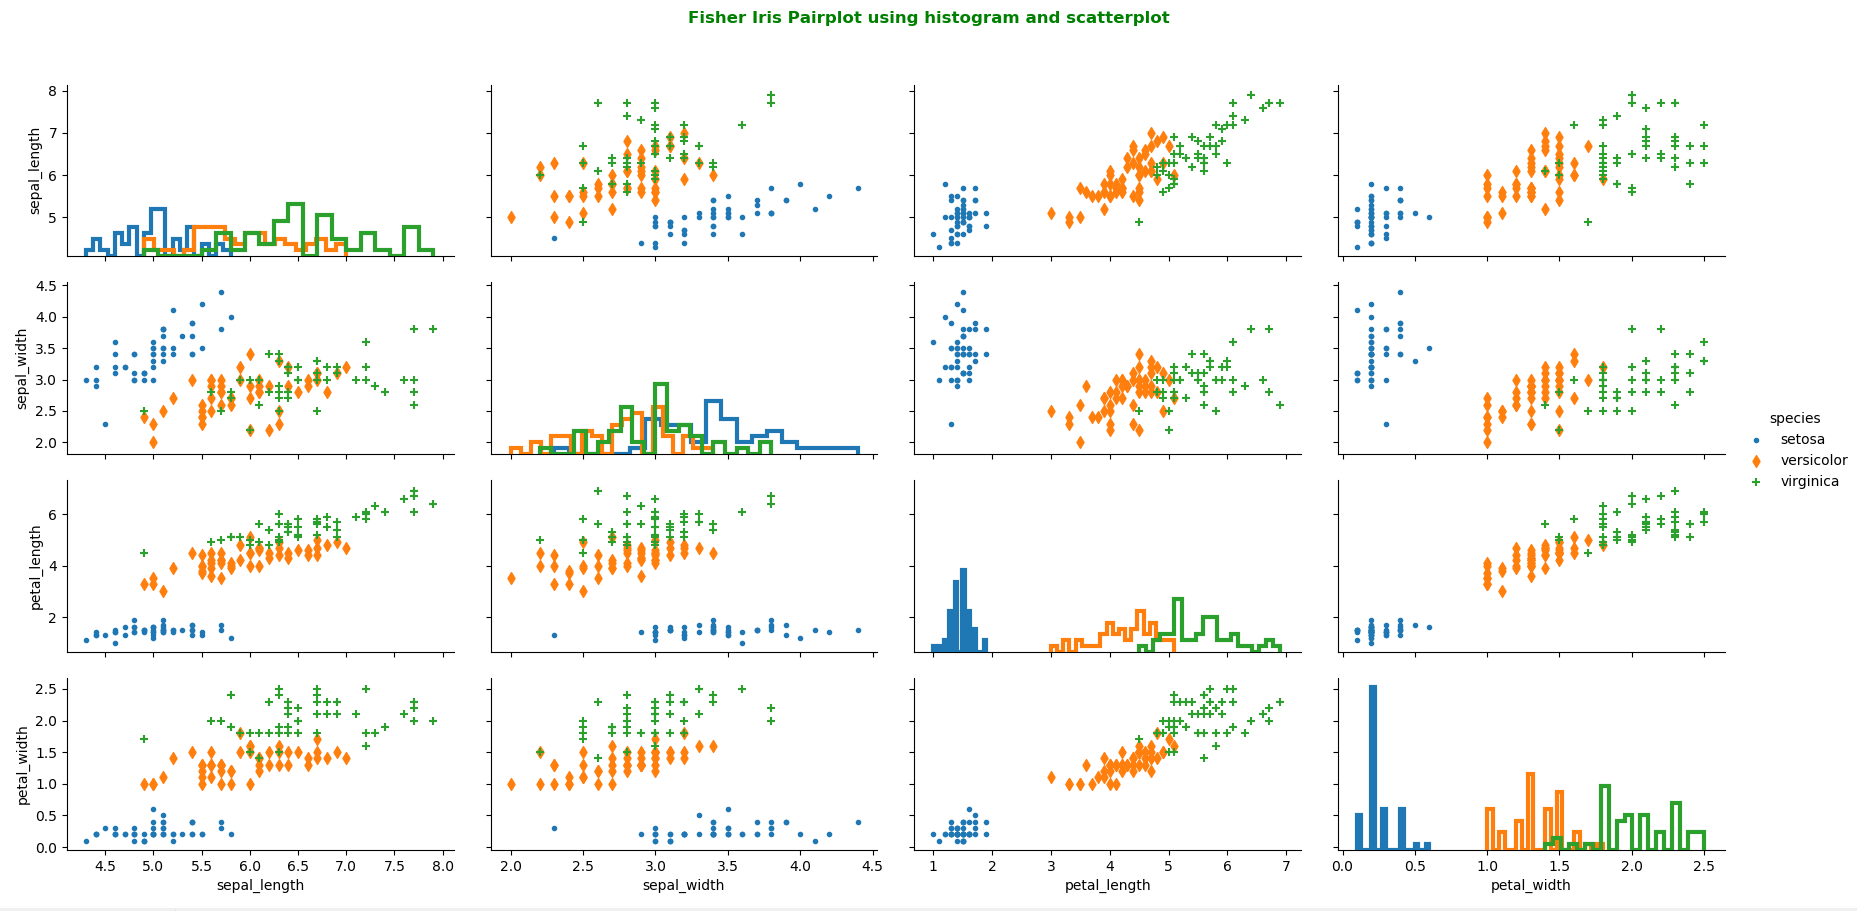 Fisher Iris Pairplot using histogram and scatterplot
sepal_length
8
7
6
5
sepal_width
4.5
4.0
3.5
3.0
2.5
2.0
species
setosa
versicolor
virginica
petal_length
6
4
2
petal_width
2.5
2.0
1.5
1.0
0.5
0.0
4.5 5.0 5.5 6.0 6.5 7.0 7.5 8.0
2.0 2.5 3.0 3.5 4.0 4.5
1 2 3 4 5 6 7
0.0 0.5 1.0 1.5 2.0 2.5
sepal_length
sepal_width
petal_length
petal_width